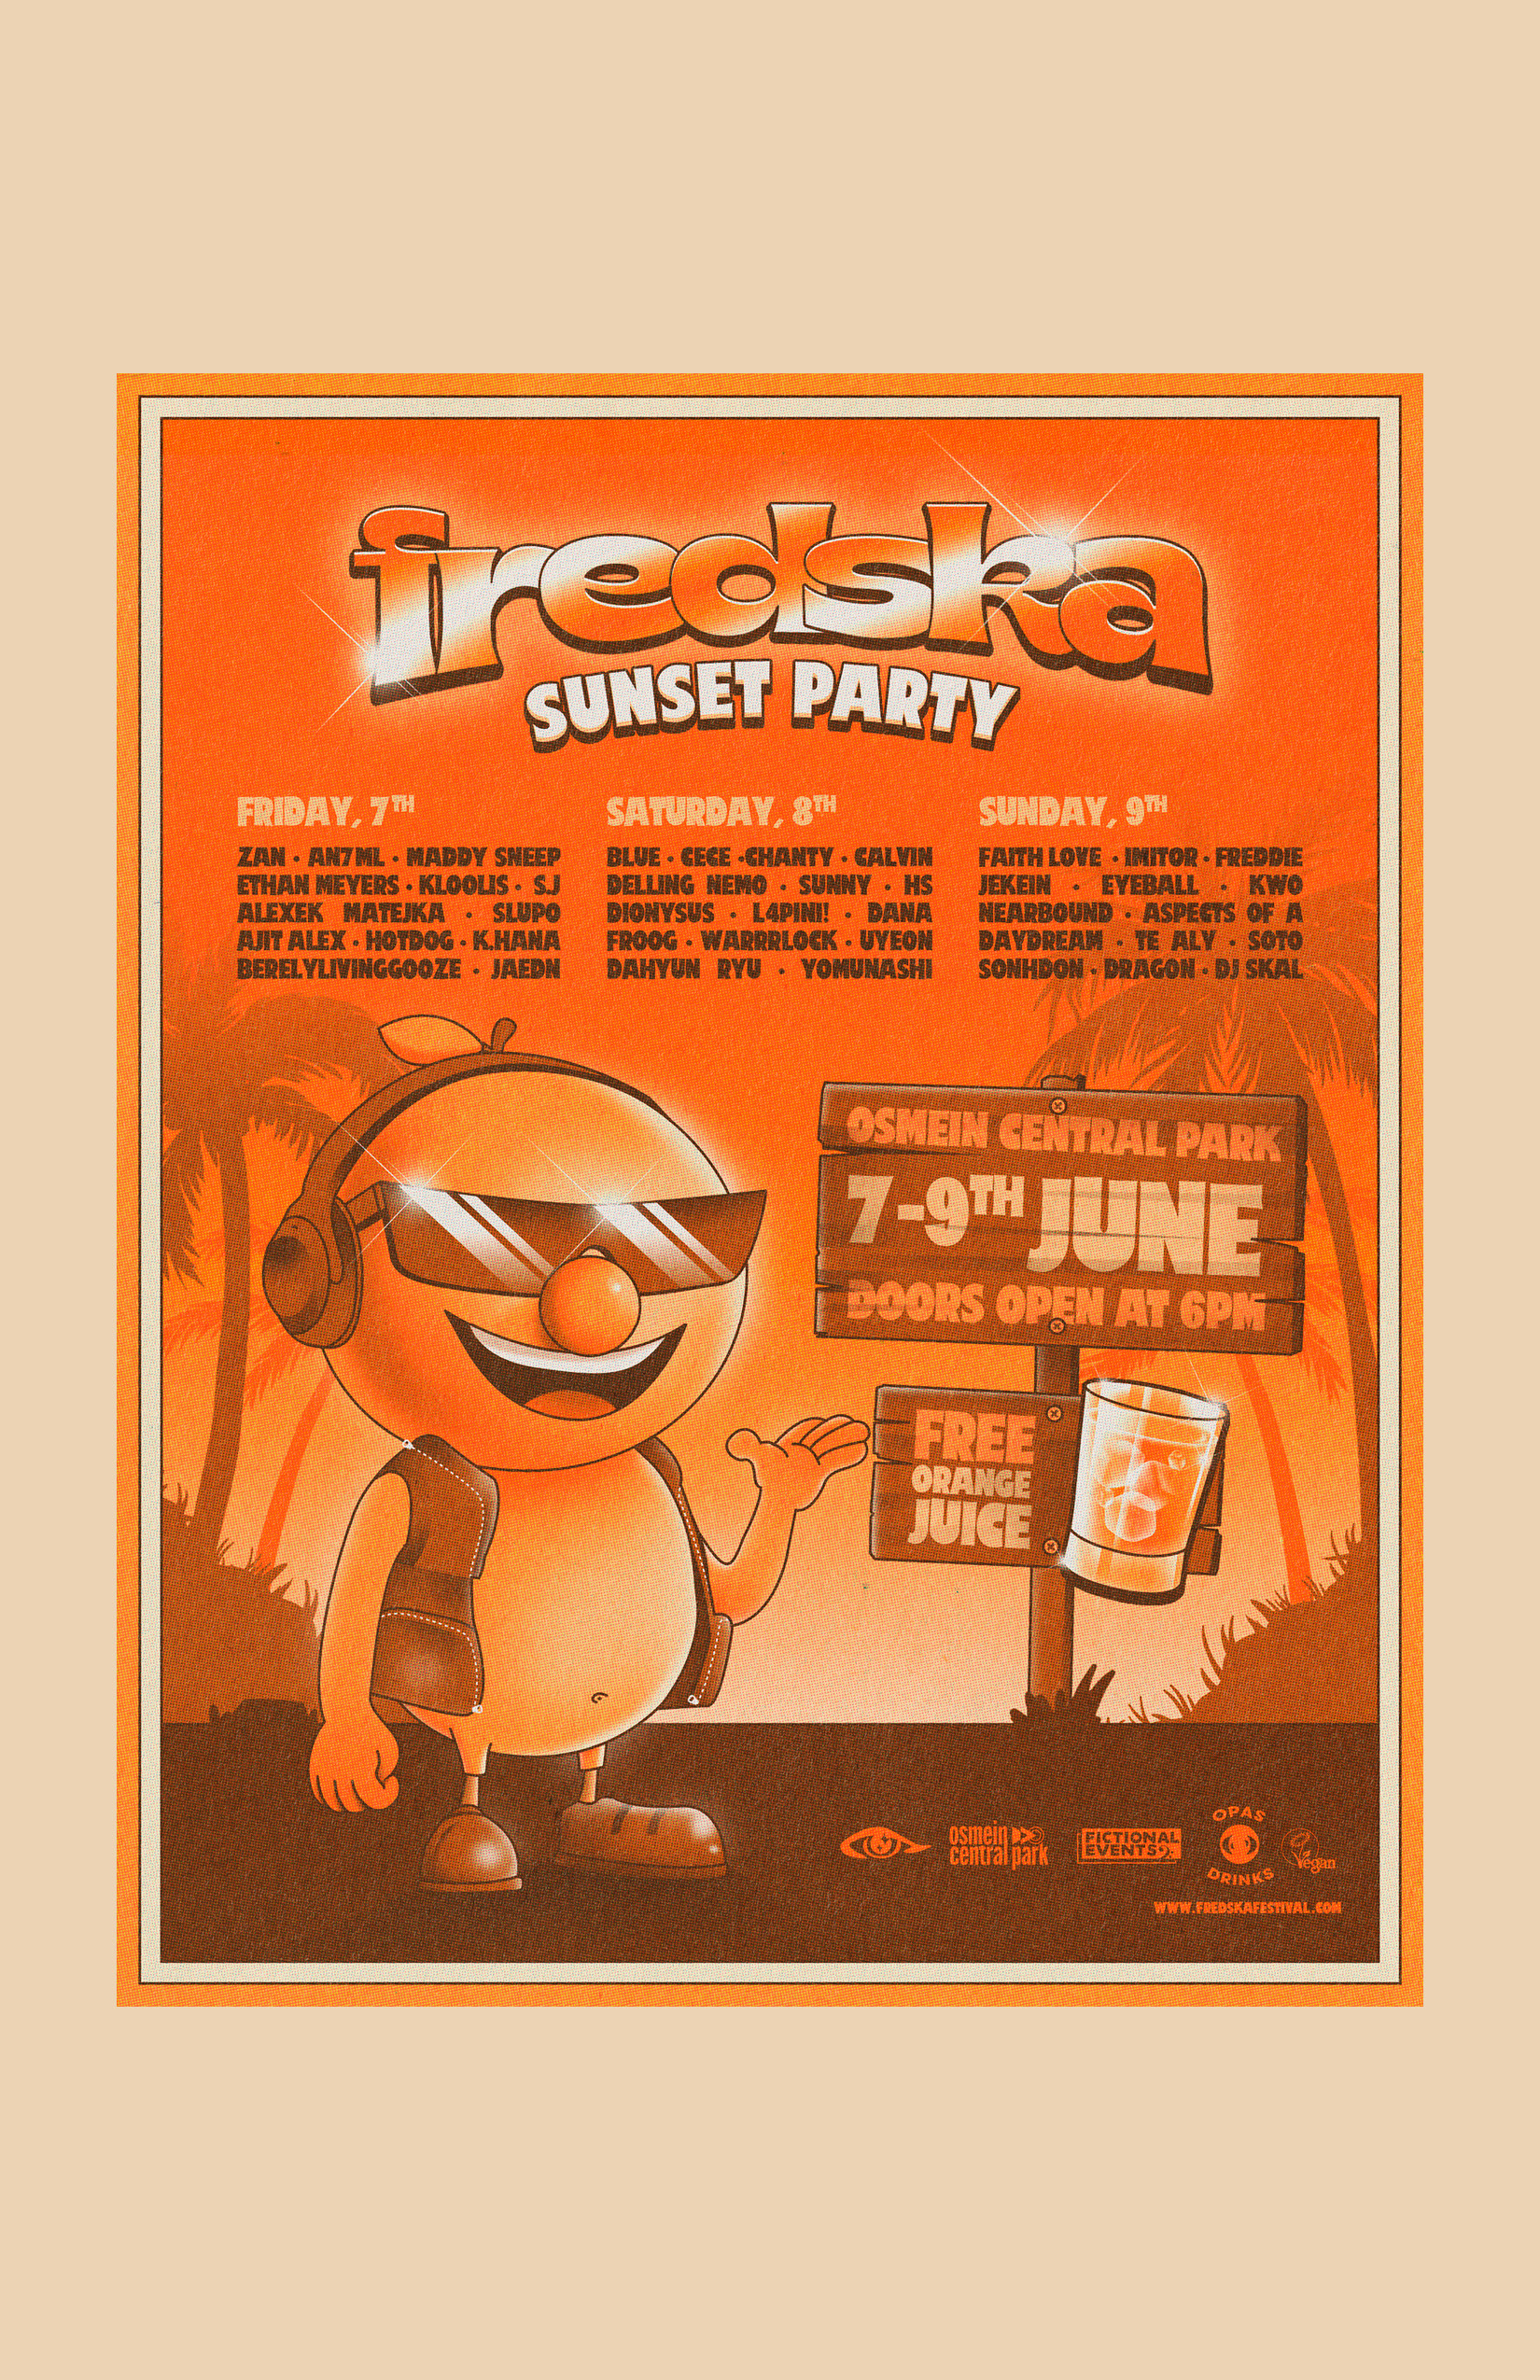 fredska
SUNSET PARTY
FRIDAY, 7TH
ZAN · AN7ML · MADDY SNEEP
ETHAN MEYERS · KLOOLIS · S.J
ALEXEK MATEJKA · SLUPO
AJIT ALEX · HOTDOG · K.HANA
BERELYLIVINGGOOZE · JAEDN
SATURDAY, 8TH
BLUE · CECE ·CHANTY · CALVIN
DELLING NEMO · SUNNY · HS
DIONYSUS · L4PINI! · DANA
FROOG · WARRRLOCK · UYEON
DAHYUN RYU · YOMUNASHI
SUNDAY, 9TH
FAITH LOVE · IMITOR · FREDDIE
JEKEIN · EYEBALL · KWO
NEARBOUND · ASPECTS OF A
DAYDREAM · TE ALY · SOTO
SONHDON · DRAGON · DJ SKAL
OSMEIN CENTRAL PARK
7-9TH JUNE
DOORS OPEN AT 6PM
FREE
ORANGE
JUICE
osmein
central park
FICTIONAL
EVENTS
OPAS
DRINKS
vegan
WWW.FREDSKAFESTIVAL.COM